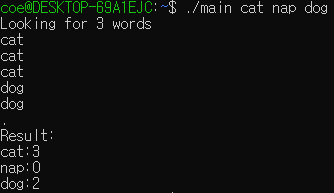 coe@DESKTOP-69A1EJC:~$ ./main cat nap dog
Looking for 3 words
cat
cat
cat
dog
dog
.
Result:
cat:3
nap:0
dog:2